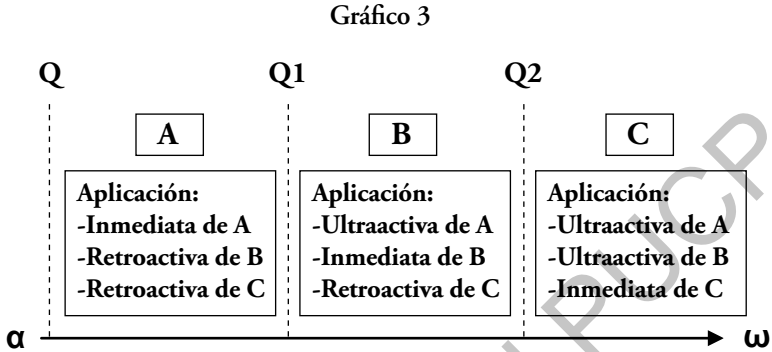 Gráfico 3
Q Q1 Q2
A B C
Aplicación:
-Inmediata de A
-Retroactiva de B
-Retroactiva de C
Aplicación:
-Ultraactiva de A
-Inmediata de B
-Retroactiva de C
Aplicación:
-Ultraactiva de A
-Ultraactiva de B
-Inmediata de C
α ω
PUCP